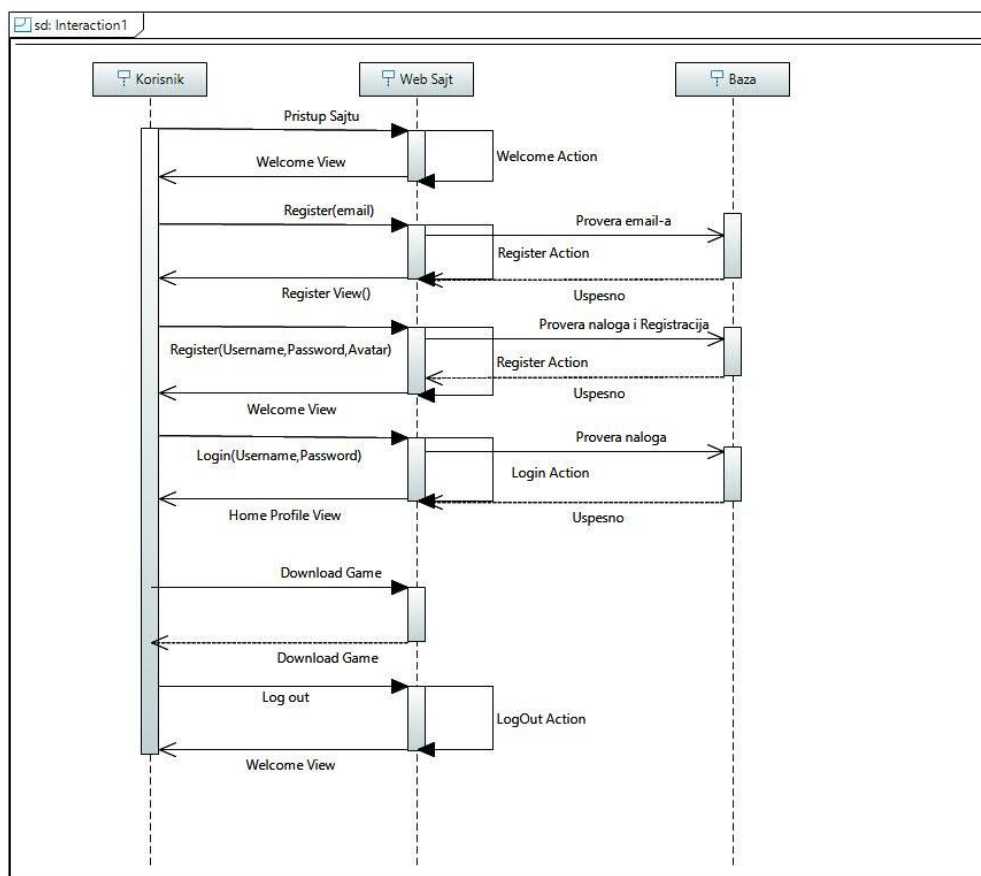 sd: Interaction1
Korisnik
Web Sajt
Baza
Pristup Sajtu
Welcome Action
Welcome View
Register(email)
Provera email-a
Register Action
Register View()
Uspesno
Provera naloga i Registracija
Register(Username,Password,Avatar)
Register Action
Uspesno
Welcome View
Provera naloga
Login(Username,Password)
Login Action
Home Profile View
Uspesno
Download Game
Download Game
Log out
LogOut Action
Welcome View